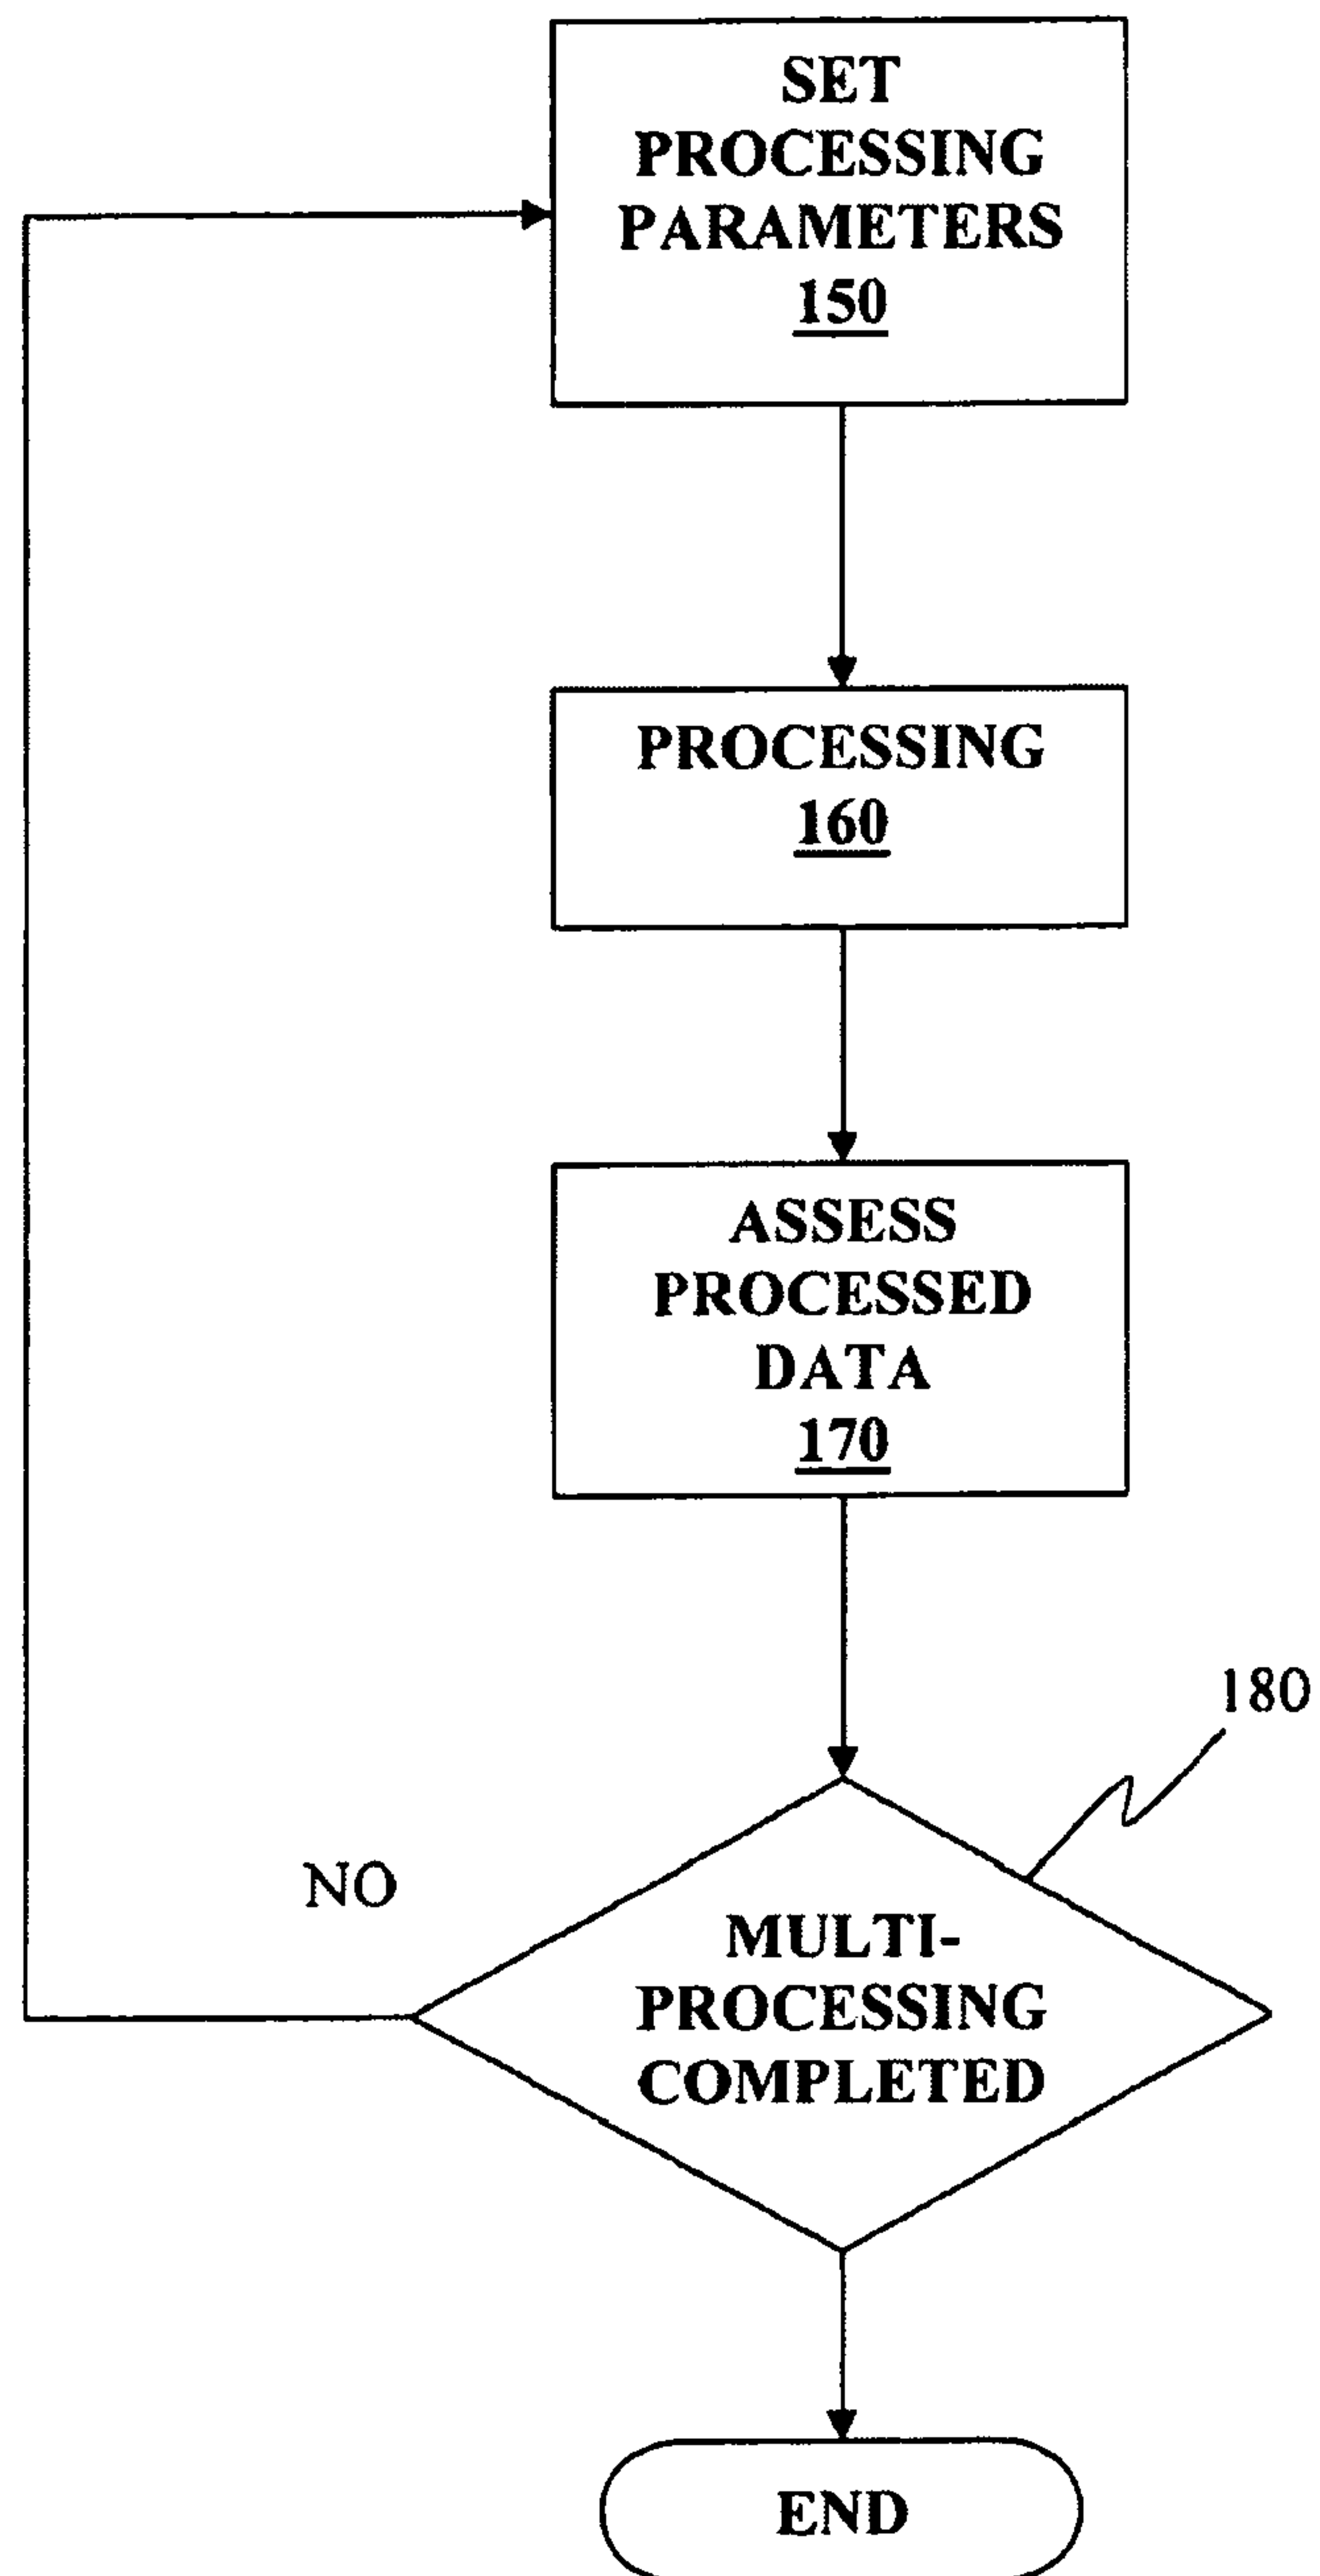 SET
PROCESSING
PARAMETERS
150
PROCESSING
160
ASSESS
PROCESSED
DATA
170
180
NO
MULTI-
PROCESSING
COMPLETED
END